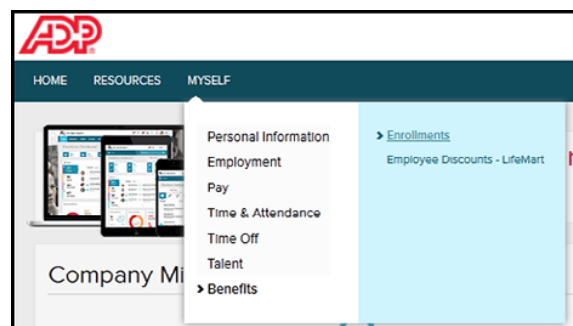 ADP
HOME RESOURCES MYSELF
Personal Information
Employment
Pay
Time & Attendance
Time Off
Talent
Benefits
Enrollments
Employee Discounts - LifeMart
Company Mi